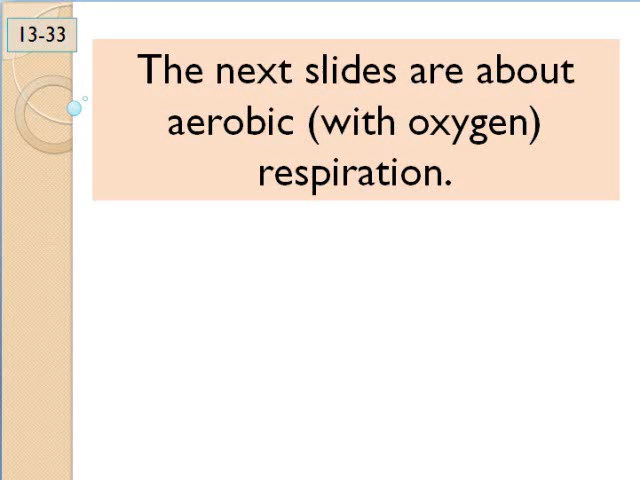 13-33
The next slides are about
aerobic (with oxygen)
respiration.